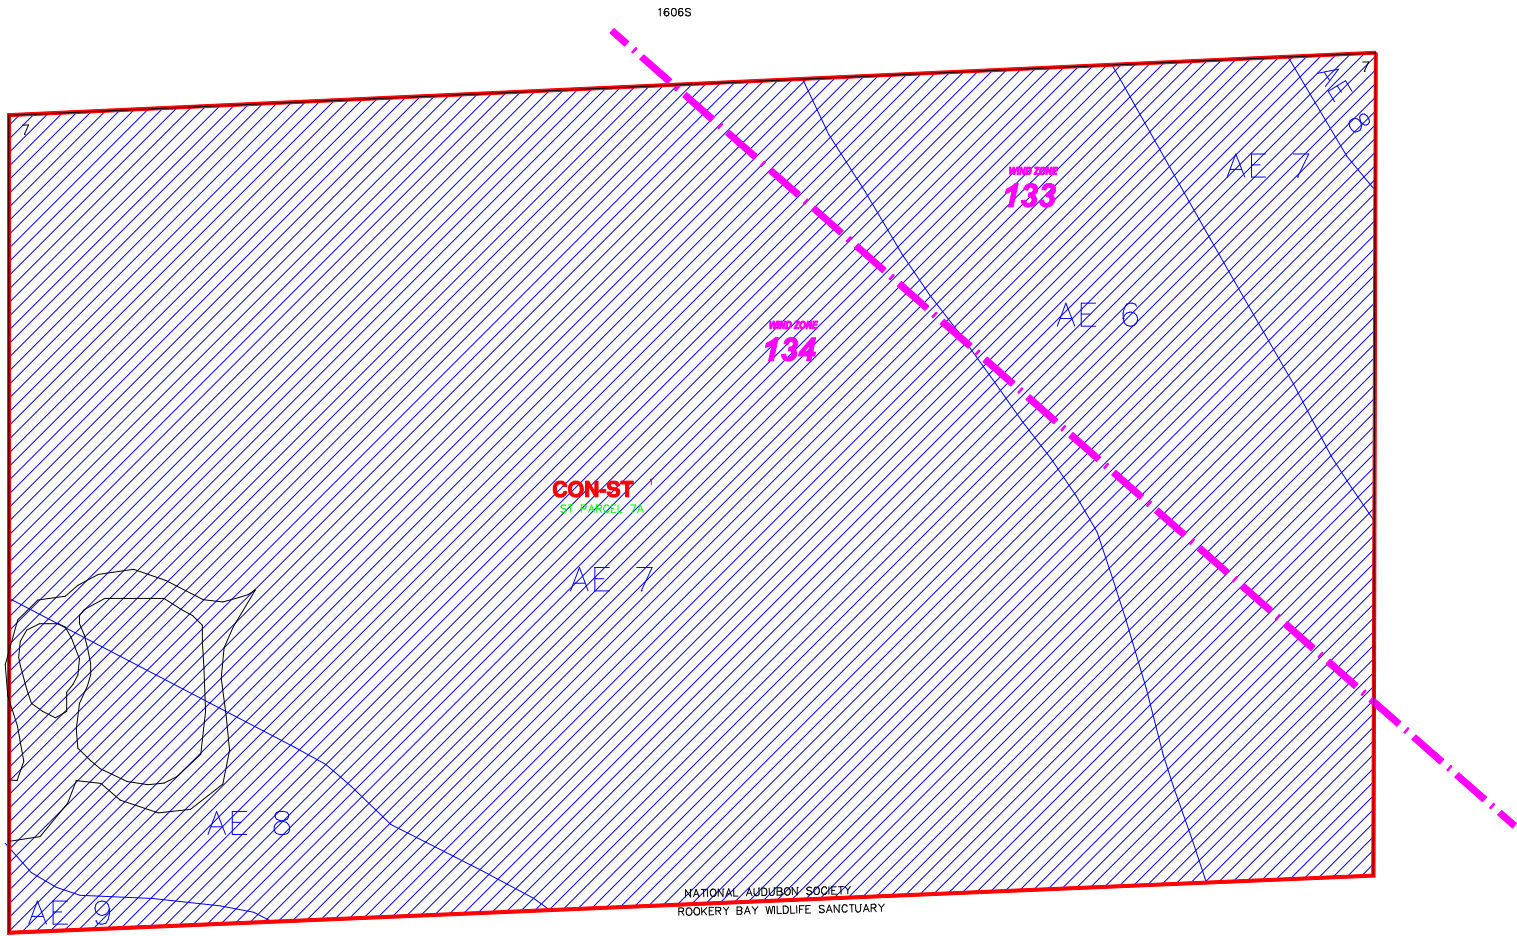 1606S
7
7
AE 8
AE 7
WIND ZONE
133
AE 6
WIND ZONE
134
CON-ST 1
ST PARCEL 7A
AE 7
AE 8
NATIONAL AUDUBON SOCIETY
AE 9
ROOKERY BAY WILDLIFE SANCTUARY